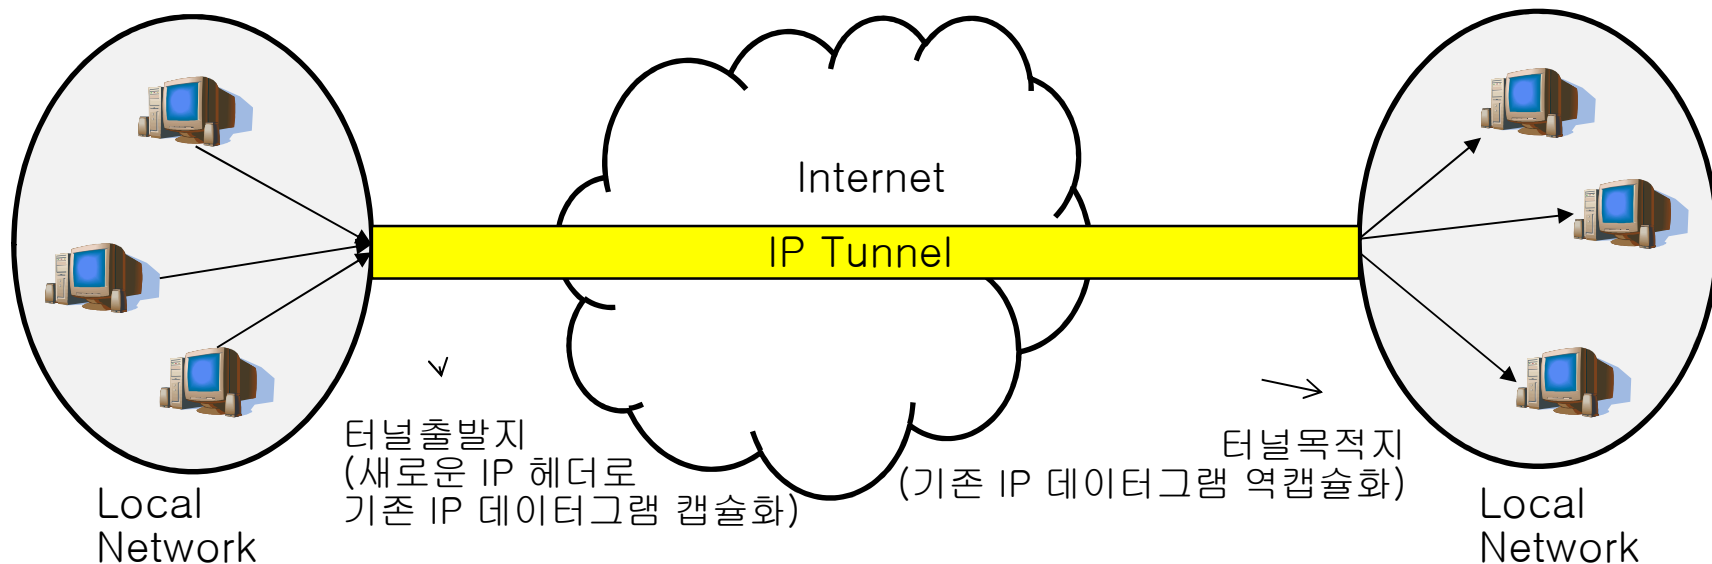 Internet
IP Tunnel
터널출발지
(새로운 IP 헤더로
기존 IP 데이터그램 캡슐화)
터널목적지
(기존 IP 데이터그램 역캡슐화)
Local
Network
Local
Network